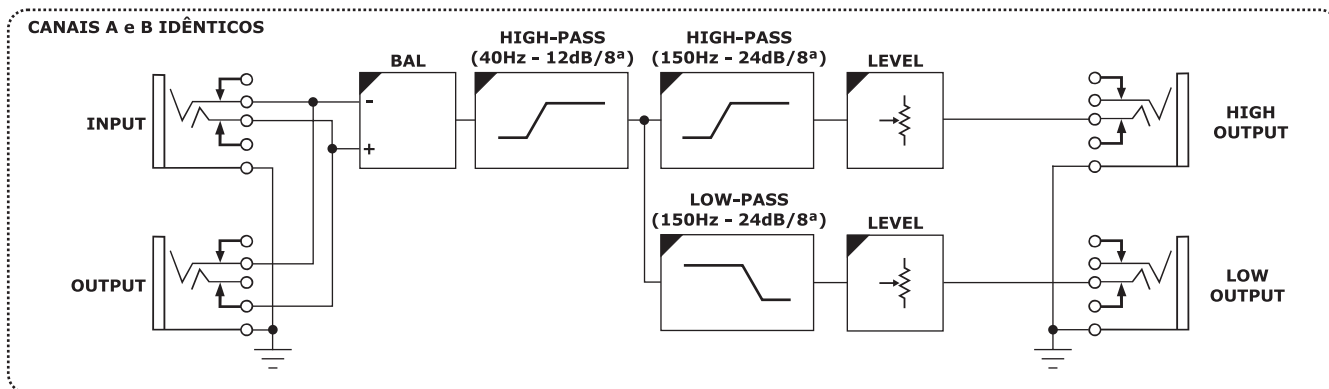 CANAIS A e B IDÊNTICOS
INPUT
OUTPUT
BAL
-
+
HIGH-PASS
(40Hz - 12dB/8ª)
HIGH-PASS
(150Hz - 24dB/8ª)
LEVEL
HIGH
OUTPUT
LOW-PASS
(150Hz - 24dB/8ª)
LEVEL
LOW
OUTPUT